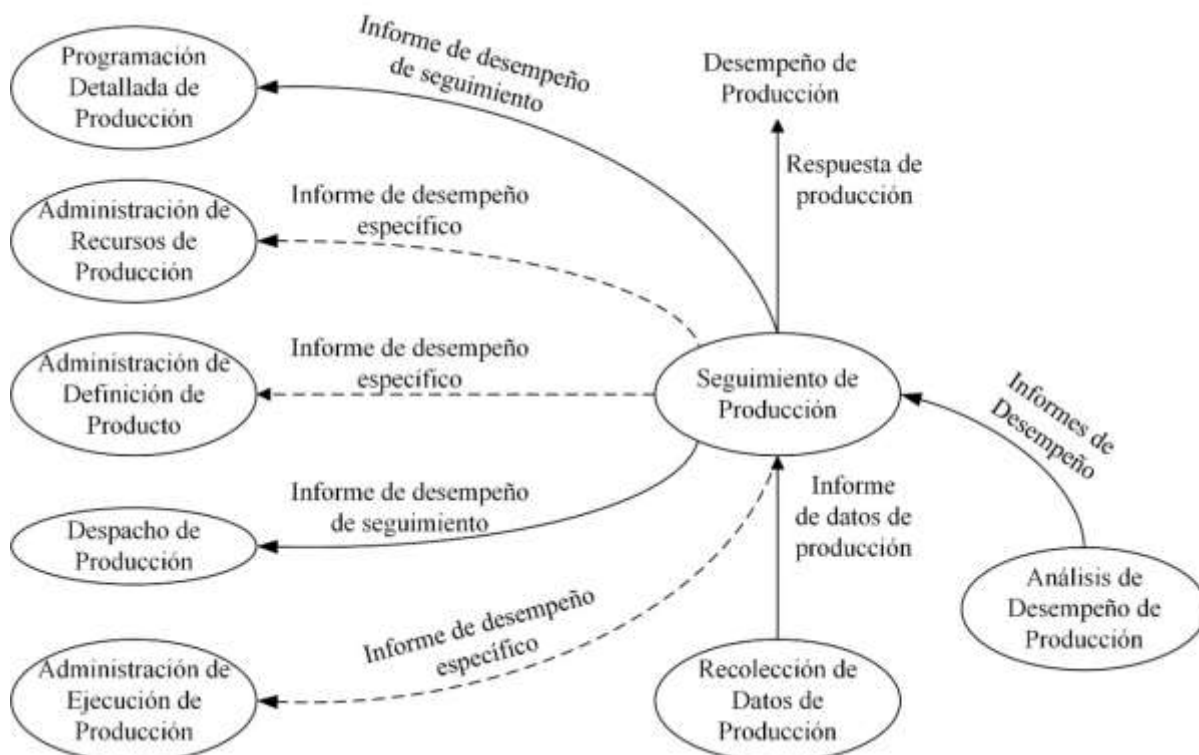 Programación
Detallada de
Producción
Informe de desempeño
de seguimiento
Desempeño de
Producción
Respuesta de
producción
Administración de
Recursos de
Producción
Informe de desempeño
específico
Administración de
Definición de
Producto
Informe de desempeño
específico
Seguimiento de
Producción
Informes de
Desempeño
Despacho de
Producción
Informe de desempeño
de seguimiento
Informe
de datos de
producción
Análisis de
Desempeño de
Producción
Administración de
Ejecución de
Producción
Informe de desempeño
específico
Recolección de
Datos de
Producción